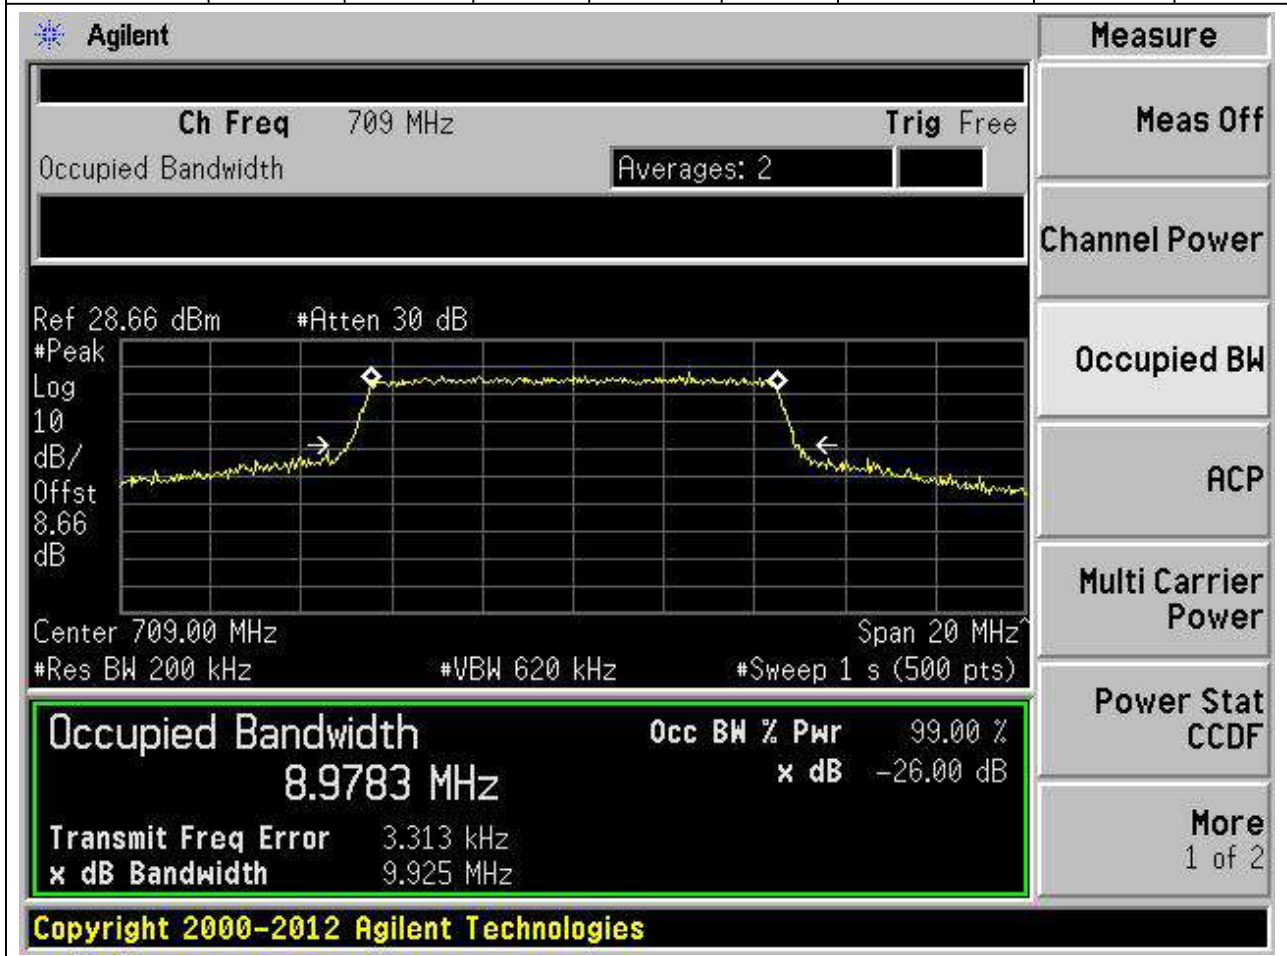 Agilent
Measure
Ch Freq 709 MHz Trig Free
Occupied Bandwidth Averages: 2
Meas Off
Channel Power
Occupied BW
ACP
Multi Carrier
Power
Power Stat
CCDF
More
1 of 2
Ref 28.66 dBm #Atten 30 dB
#Peak
Log
10
dB/
Offst
8.66
dB
Center 709.00 MHz Span 20 MHz^
#Res BW 200 kHz #VBW 620 kHz #Sweep 1 s (500 pts)
Occupied Bandwidth Occ BW % Pwr 99.00 %
8.9783 MHz x dB -26.00 dB
Transmit Freq Error 3.313 kHz
x dB Bandwidth 9.925 MHz
Copyright 2000-2012 Agilent Technologies